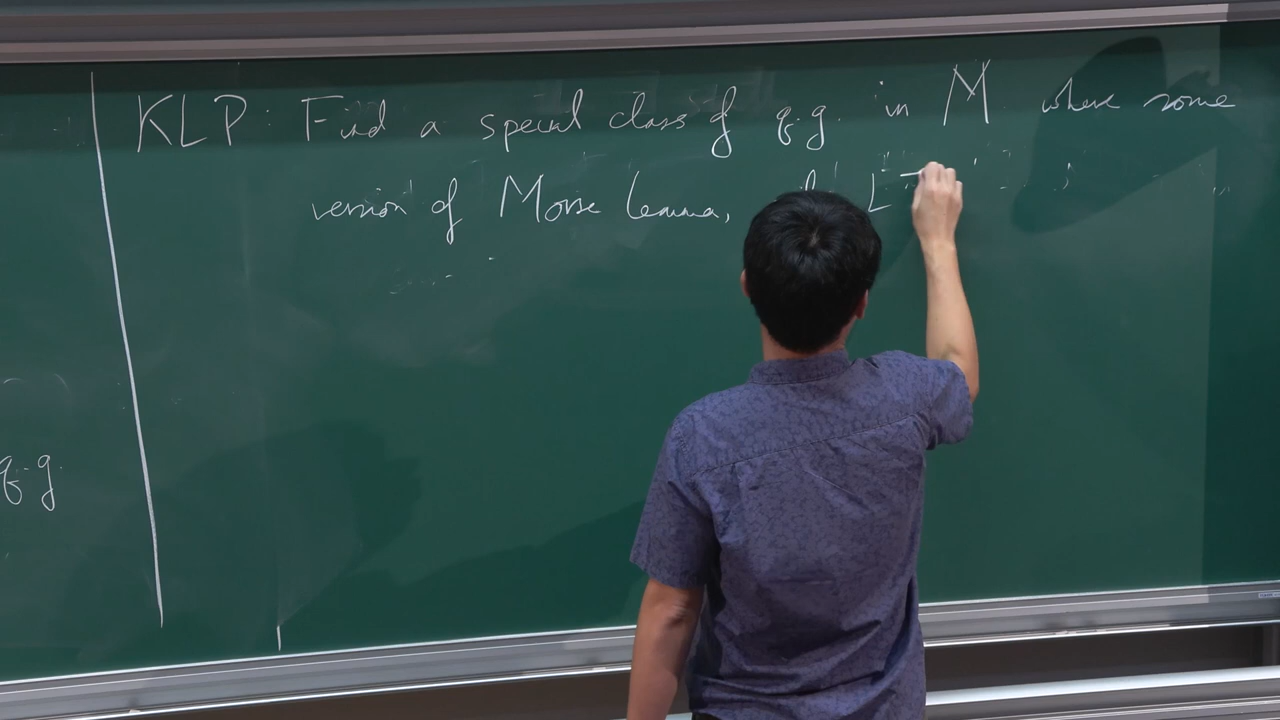 KLP: Find a special class of q.g. in M where some
version of Morse lemma,
q.g.